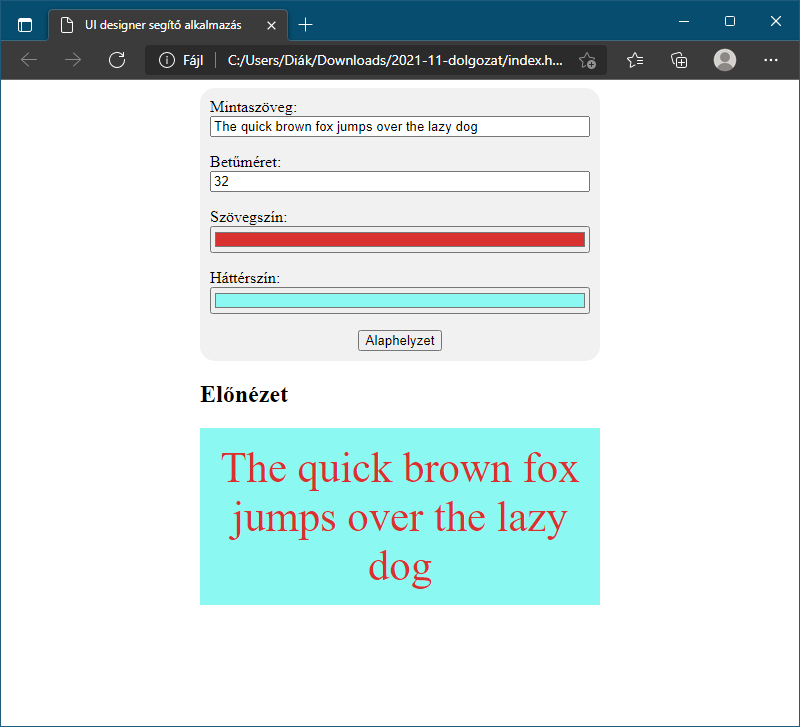 UI designer segítő alkalmazás
Fájl
C:/Users/Diák/Downloads/2021-11-dolgozat/index.h...
Mintaszöveg:
The quick brown fox jumps over the lazy dog
Betűméret:
32
Szövegszín:
Háttérszín:
Alaphelyzet
Előnézet
The quick brown fox
jumps over the lazy
dog